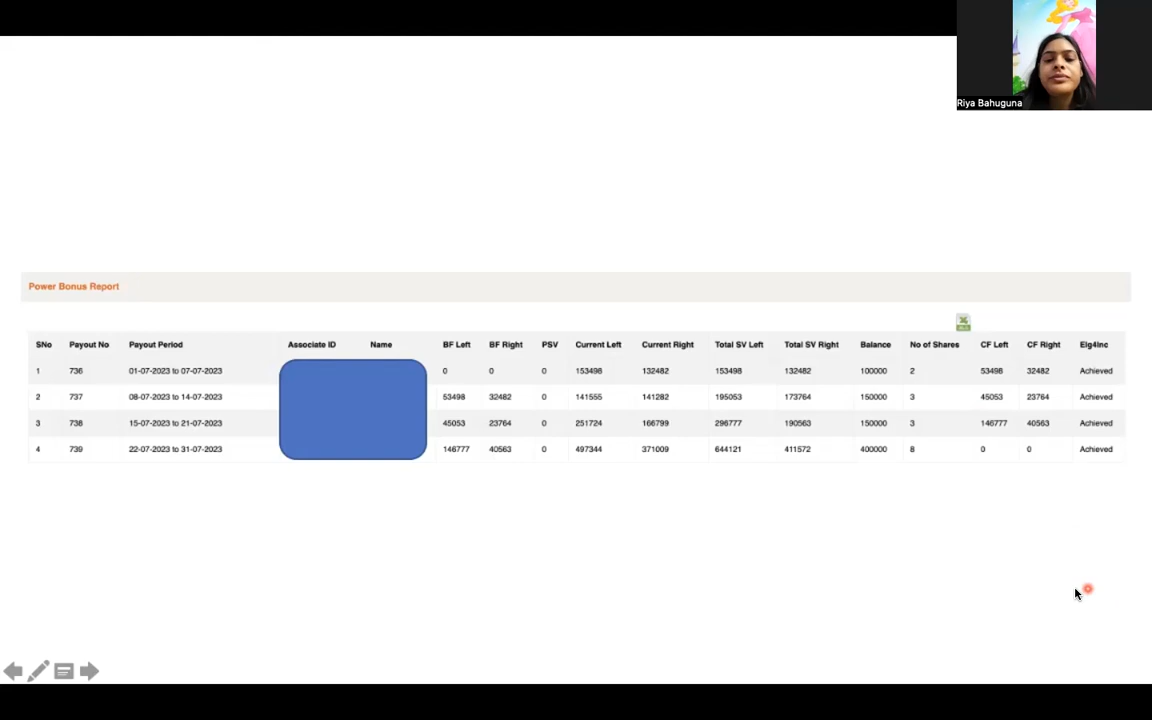 Riya Bahuguna
Power Bonus Report
SNo Payout No Payout Period Associate ID Name BF Left BF Right PSV Current Left Current Right Total SV Left Total SV Right Balance No of Shares CF Left CF Right Elg4Inc
1 736 01-07-2023 to 07-07-2023 0 0 0 153498 132482 153498 132482 100000 2 53498 32482 Achieved
2 737 08-07-2023 to 14-07-2023 53498 32482 0 141555 141282 195053 173764 150000 3 45053 23764 Achieved
3 738 15-07-2023 to 21-07-2023 45053 23764 0 251724 166799 296777 190563 150000 3 146777 40563 Achieved
4 739 22-07-2023 to 31-07-2023 146777 40563 0 497344 371009 644121 411572 400000 8 0 0 Achieved